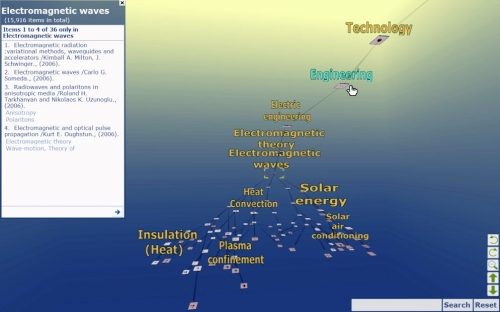 Electromagnetic waves
(15,916 items in total)
Items 1 to 4 of 36 only in
Electromagnetic waves
1. Electromagnetic radiation
:variational methods, waveguides and
accelerators /Kimball A. Milton, J.
Schwinger., (2006).
2. Electromagnetic waves /Carlo G.
Someda., (2006).
3. Radiowaves and polaritons in
anisotropic media /Roland H.
Tarkhanyan and Nikolaos K. Uzunoglu.,
(2006).
Anisotropy
Polaritons
4. Electromagnetic and optical pulse
propagation /Kurt E. Oughstun., (2006).
Electromagnetic theory
Wave-motion, Theory of
Technology
Engineering
Electric
engineering
Electromagnetic
theory
Electromagnetic
waves
Heat
Convection
Solar
energy
Solar
air
conditioning
Insulation
(Heat)
Plasma
confinement
Search Reset